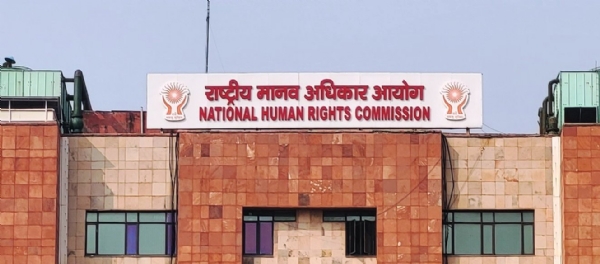 राष्ट्रीय मानव अधिकार आयोग
NATIONAL HUMAN RIGHTS COMMISSION